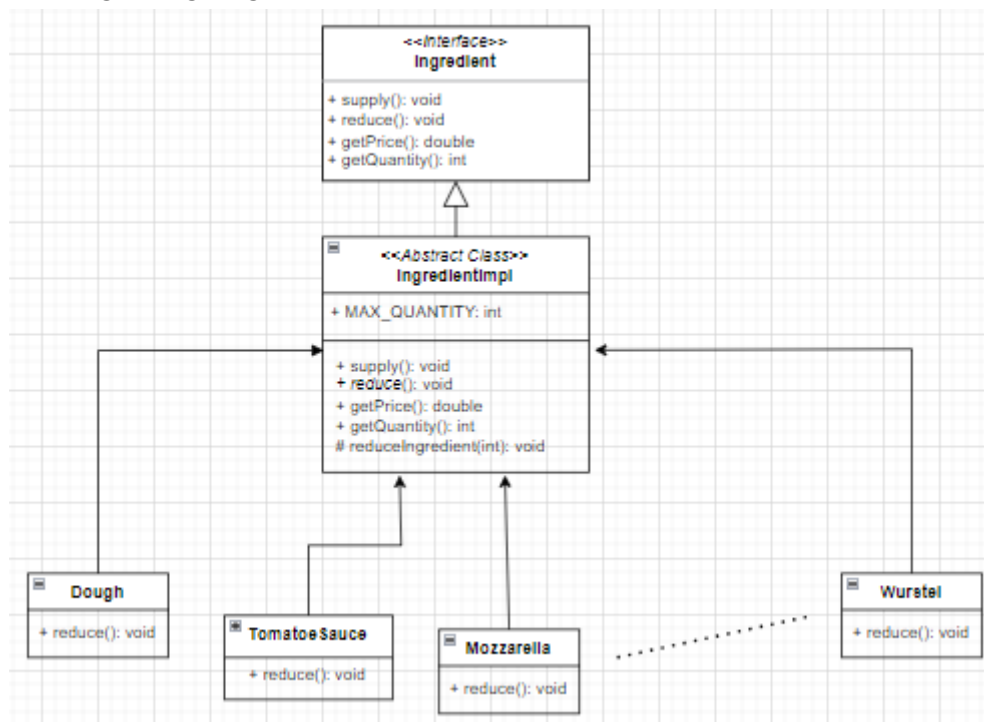 <<Interface>>
Ingredient
+ supply(): void
+ reduce(): void
+ getPrice(): double
+ getQuantity(): int
<<Abstract Class>>
IngredientImpl
+ MAX_QUANTITY: int
+ supply(): void
+ reduce(): void
+ getPrice(): double
+ getQuantity(): int
# reduceIngredient(int): void
Dough
+ reduce(): void
TomatoeSauce
+ reduce(): void
Mozzarella
+ reduce(): void
Wurstel
+ reduce(): void